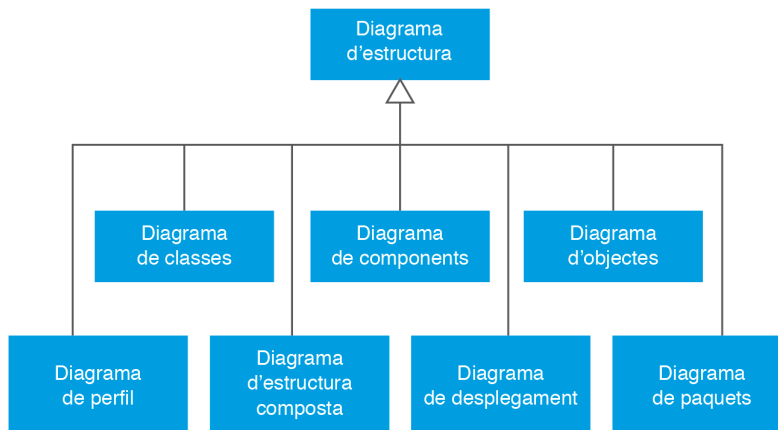 Diagrama
d'estructura
Diagrama
de classes
Diagrama
de components
Diagrama
d'objectes
Diagrama
de perfil
Diagrama
d'estructura
composta
Diagrama
de desplegament
Diagrama
de paquets